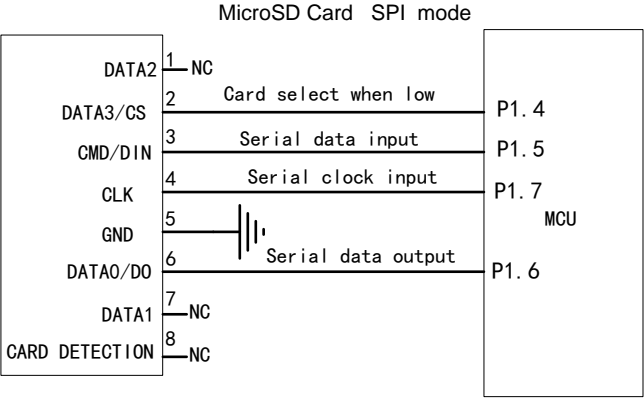 MicroSD Card SPI mode
DATA2 1 NC
DATA3/CS 2 Card select when low P1.4
CMD/DIN 3 Serial data input P1.5
CLK 4 Serial clock input P1.7
MCU
GND 5
DATA0/DO 6 Serial data output P1.6
DATA1 7 NC
CARD DETECTION 8 NC